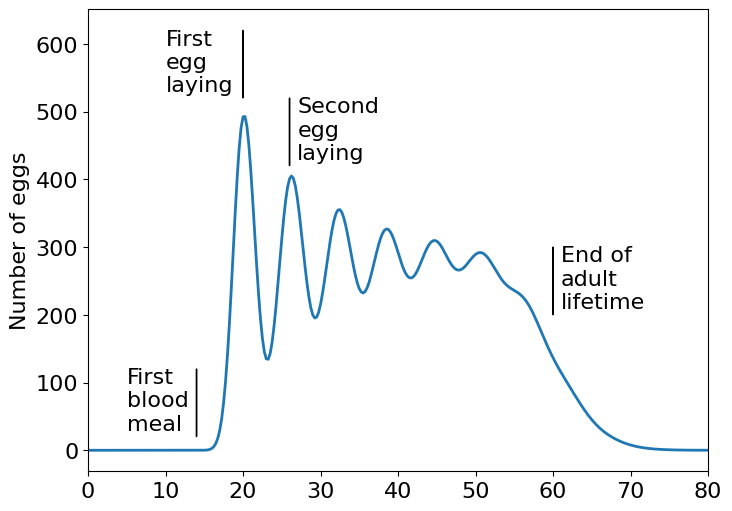 600
500
400
300
200
100
0
Number of eggs
First
egg
laying
Second
egg
laying
End of
adult
lifetime
First
blood
meal
0 10 20 30 40 50 60 70 80